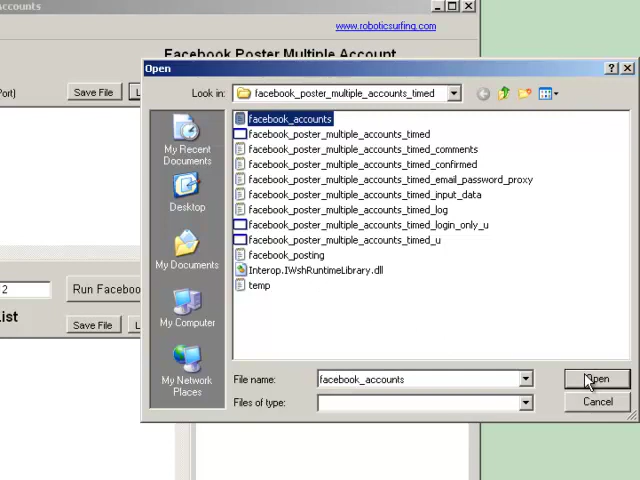 ccounts
www.roboticsurfing.com
Facebook Poster Multiple Account
Port)
Save File
L
Open
Look in:
facebook_poster_multiple_accounts_timed
My Recent
Documents
Desktop
My Documents
My Computer
My Network
Places
facebook_accounts
facebook_poster_multiple_accounts_timed
facebook_poster_multiple_accounts_timed_comments
facebook_poster_multiple_accounts_timed_confirmed
facebook_poster_multiple_accounts_timed_email_password_proxy
facebook_poster_multiple_accounts_timed_input_data
facebook_poster_multiple_accounts_timed_log
facebook_poster_multiple_accounts_timed_login_only_u
facebook_poster_multiple_accounts_timed_u
facebook_posting
Interop.IWshRuntimeLibrary.dll
temp
2
Run Faceboo
List
Save File
L
File name:
facebook_accounts
Open
Files of type:
Cancel